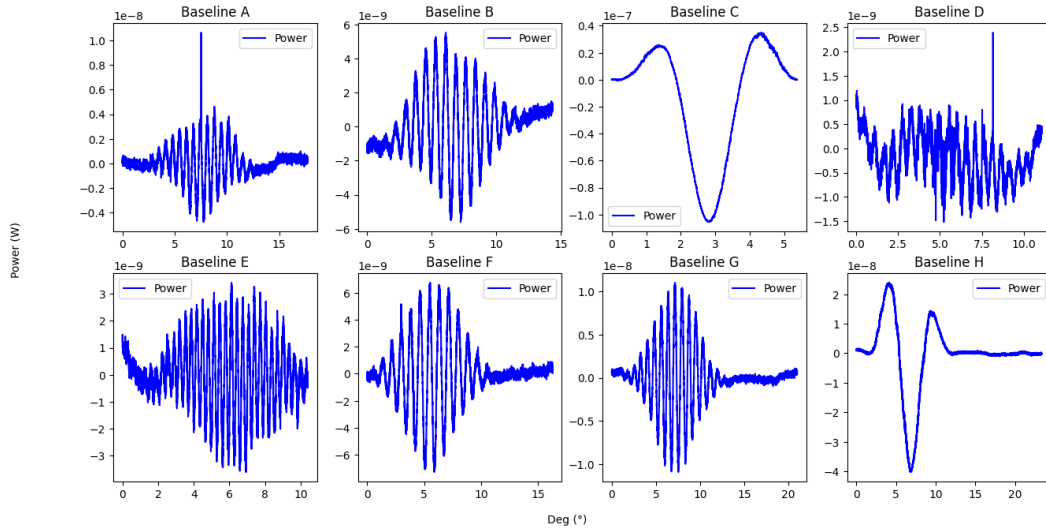 Baseline A
Baseline B
Baseline C
Baseline D
1e−8
1e−9
1e−7
1e−9
Power
Power
Power
Power
1.0
0.8
0.6
0.4
0.2
0.0
−0.2
−0.4
6
4
2
0
−2
−4
−6
0.4
0.2
0.0
−0.2
−0.4
−0.6
−0.8
−1.0
2.5
2.0
1.5
1.0
0.5
0.0
−0.5
−1.0
−1.5
0 5 10 15
0 5 10 14
0 1 2 3 4 5
0.0 2.5 5.0 7.5 10.0
Power (W)
Baseline E
Baseline F
Baseline G
Baseline H
1e−9
1e−9
1e−8
1e−8
Power
Power
Power
Power
3
2
1
0
−1
−2
−3
6
4
2
0
−2
−4
−6
1.0
0.5
0.0
−0.5
−1.0
2
1
0
−1
−2
−3
−4
0 2 4 6 8 10
0 5 10 15
0 5 10 15 20
0 5 10 15 20
Deg (°)